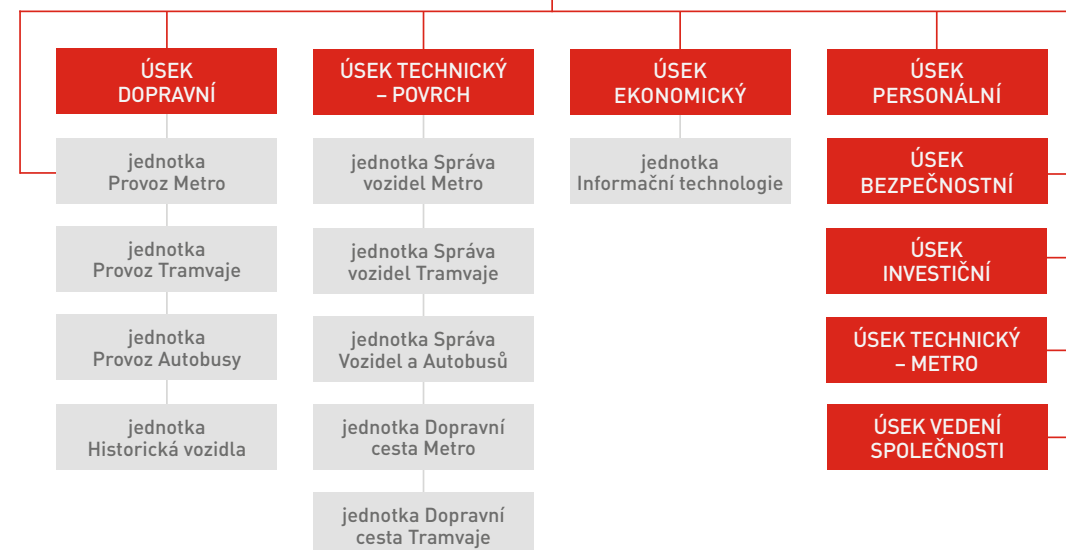 ÚSEK
DOPRAVNÍ
jednotka
Provoz Metro
jednotka
Provoz Tramvaje
jednotka
Provoz Autobusy
jednotka
Historická vozidla
ÚSEK TECHNICKÝ
– POVRCH
jednotka Správa
vozidel Metro
jednotka Správa
vozidel Tramvaje
jednotka Správa
Vozidel a Autobusů
jednotka Dopravní
cesta Metro
jednotka Dopravní
cesta Tramvaje
ÚSEK
EKONOMICKÝ
jednotka
Informační technologie
ÚSEK
PERSONÁLNÍ
ÚSEK
BEZPEČNOSTNÍ
ÚSEK
INVESTIČNÍ
ÚSEK TECHNICKÝ
– METRO
ÚSEK VEDENÍ
SPOLEČNOSTI